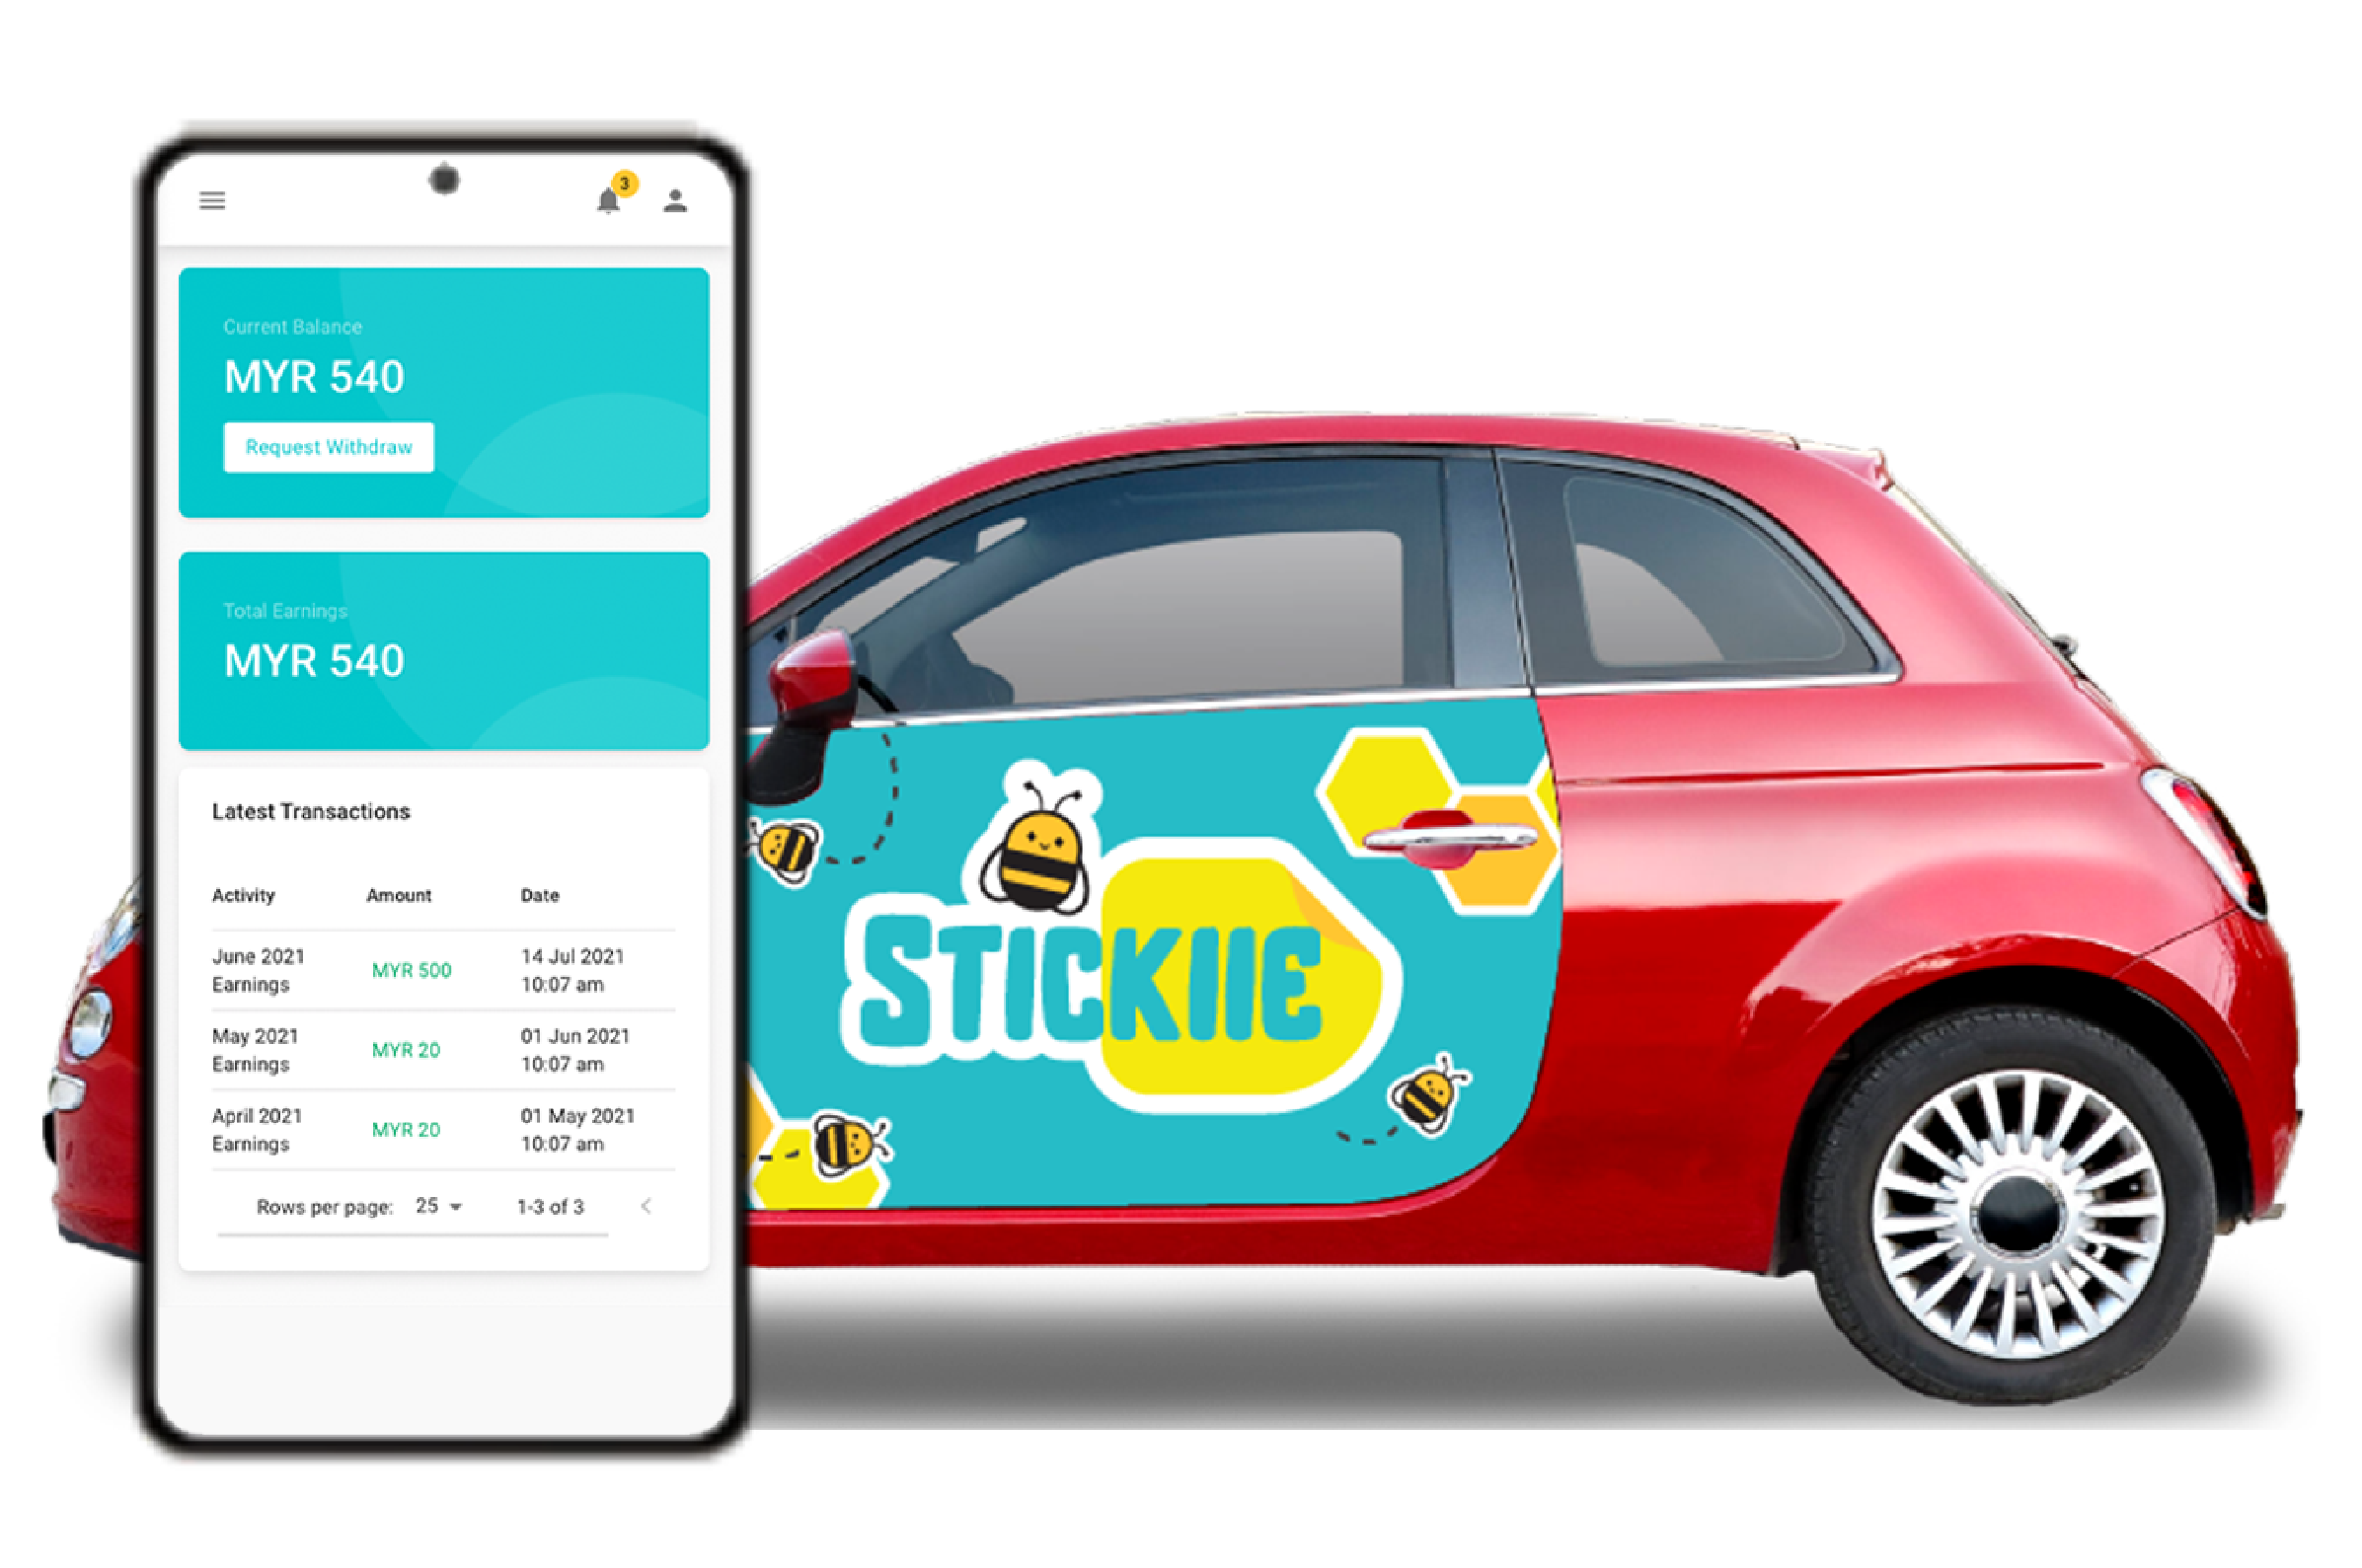 3
Current Balance
MYR 540
Request Withdraw
Total Earnings
MYR 540
Latest Transactions
Activity Amount Date
June 2021 Earnings MYR 500 14 Jul 2021 10:07 am
May 2021 Earnings MYR 20 01 Jun 2021 10:07 am
April 2021 Earnings MYR 20 01 May 2021 10:07 am
Rows per page: 25 1-3 of 3
STICKIIE